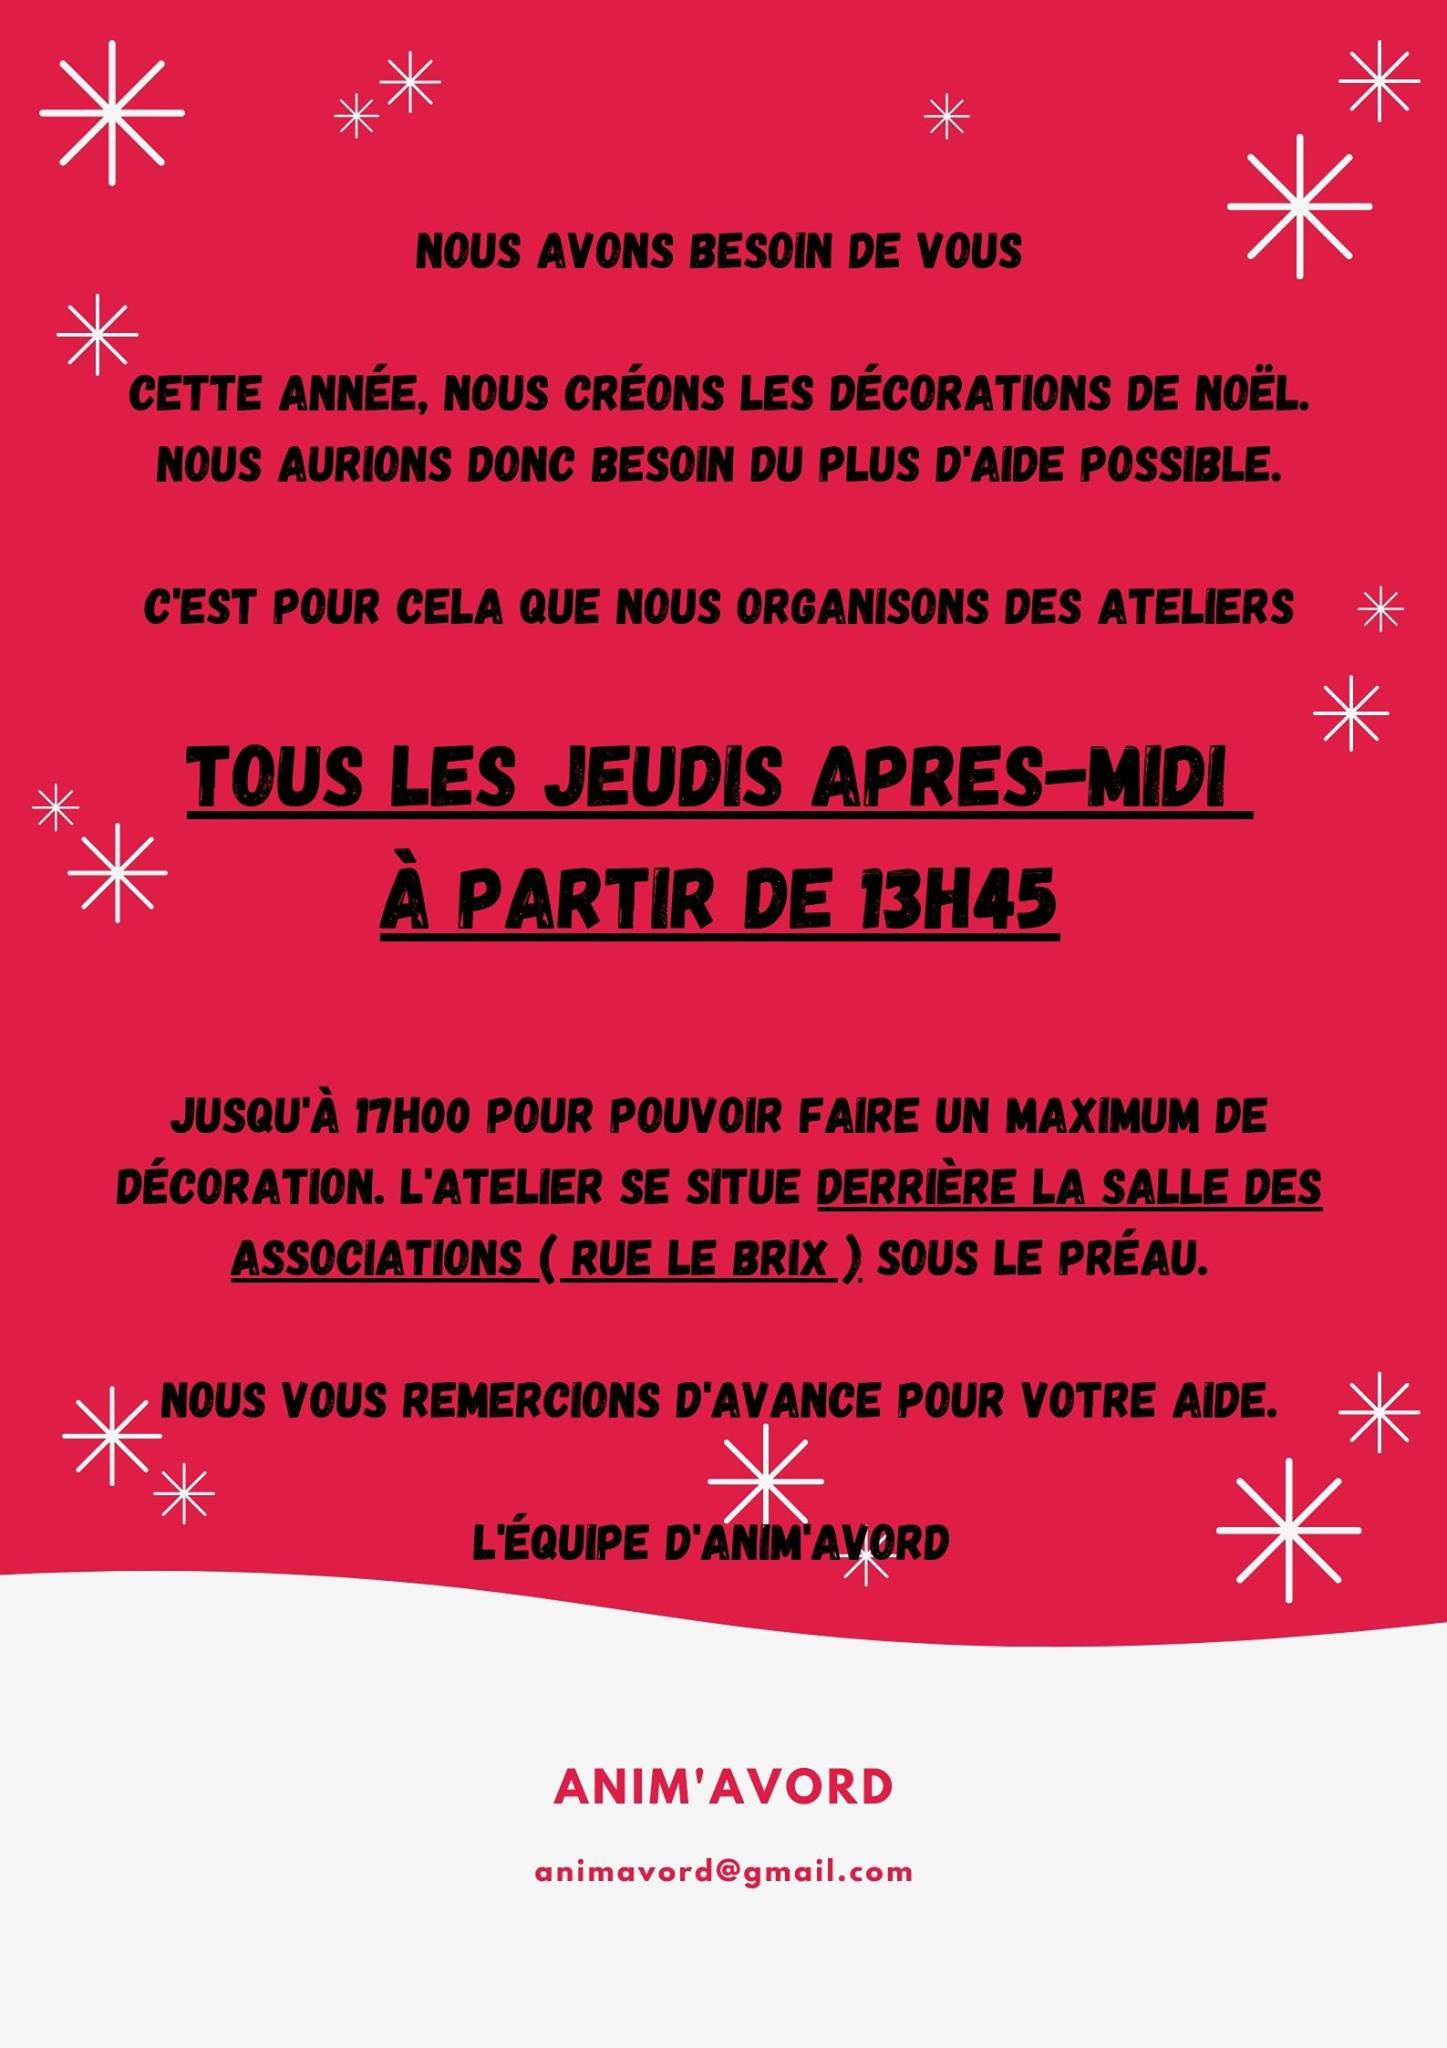 NOUS AVONS BESOIN DE VOUS
CETTE ANNÉE, NOUS CRÉONS LES DÉCORATIONS DE NOËL.
NOUS AURIONS DONC BESOIN DU PLUS D'AIDE POSSIBLE.
C'EST POUR CELA QUE NOUS ORGANISONS DES ATELIERS
TOUS LES JEUDIS APRES-MIDI
À PARTIR DE 13H45
JUSQU'À 17H00 POUR POUVOIR FAIRE UN MAXIMUM DE
DÉCORATION. L'ATELIER SE SITUE DERRIÈRE LA SALLE DES
ASSOCIATIONS ( RUE LE BRIX ) SOUS LE PRÉAU.
NOUS VOUS REMERCIONS D'AVANCE POUR VOTRE AIDE.
L'ÉQUIPE D'ANIM'AVORD
ANIM'AVORD
animavord@gmail.com